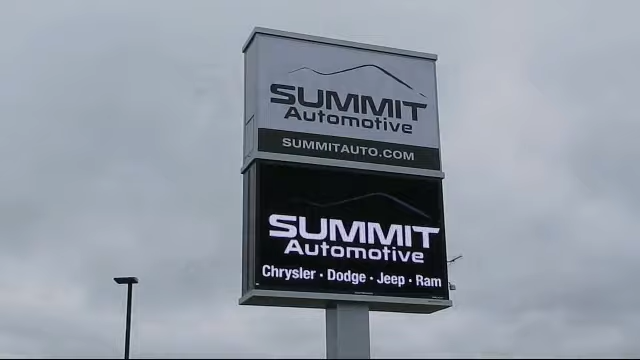 SUMMIT
Automotive
SUMMITAUTO.COM
SUMMIT
Automotive
Chrysler · Dodge · Jeep · Ram